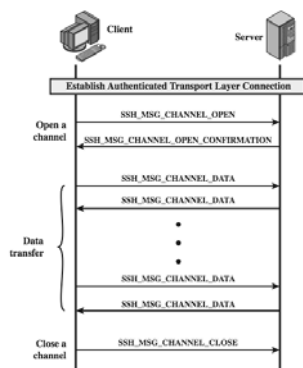 Client
Server
Establish Authenticated Transport Layer Connection
Open a
channel
SSH_MSG_CHANNEL_OPEN
SSH_MSG_CHANNEL_OPEN_CONFIRMATION
SSH_MSG_CHANNEL_DATA
SSH_MSG_CHANNEL_DATA
Data
transfer
SSH_MSG_CHANNEL_DATA
SSH_MSG_CHANNEL_DATA
Close a
channel
SSH_MSG_CHANNEL_CLOSE